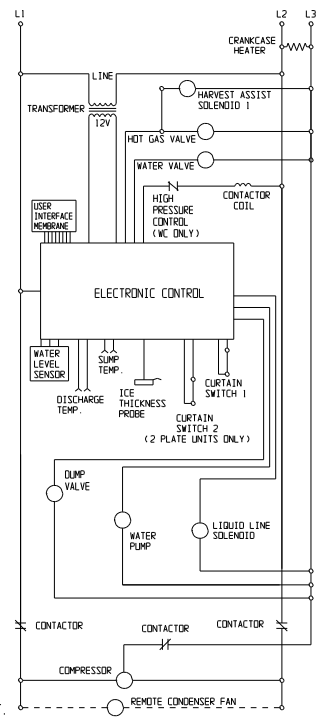 L1
L2
L3
CRANKCASE
HEATER
LINE
HARVEST ASSIST
SOLENOID 1
TRANSFORMER
12V
HOT GAS VALVE
WATER VALVE
HIGH
PRESSURE
CONTROL
(WC ONLY)
CONTACTOR
COIL
USER
INTERFACE
MEMBRANE
ELECTRONIC CONTROL
WATER
LEVEL
SENSOR
SUMP
TEMP.
DISCHARGE
TEMP.
ICE
THICKNESS
PROBE
CURTAIN
SWITCH 1
CURTAIN
SWITCH 2
(2 PLATE UNITS ONLY)
DUMP
VALVE
WATER
PUMP
LIQUID LINE
SOLENOID
CONTACTOR
CONTACTOR
CONTACTOR
COMPRESSOR
REMOTE CONDENSER FAN